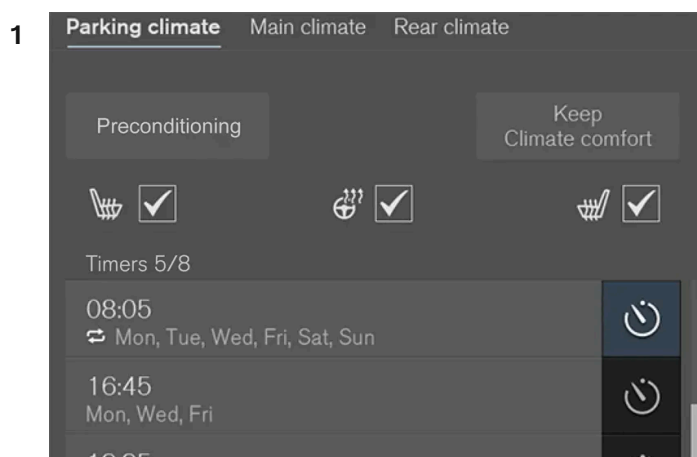 1
Parking climate Main climate Rear climate
Preconditioning
Keep
Climate comfort
Timers 5/8
08:05
Mon, Tue, Wed, Fri, Sat, Sun
16:45
Mon, Wed, Fri